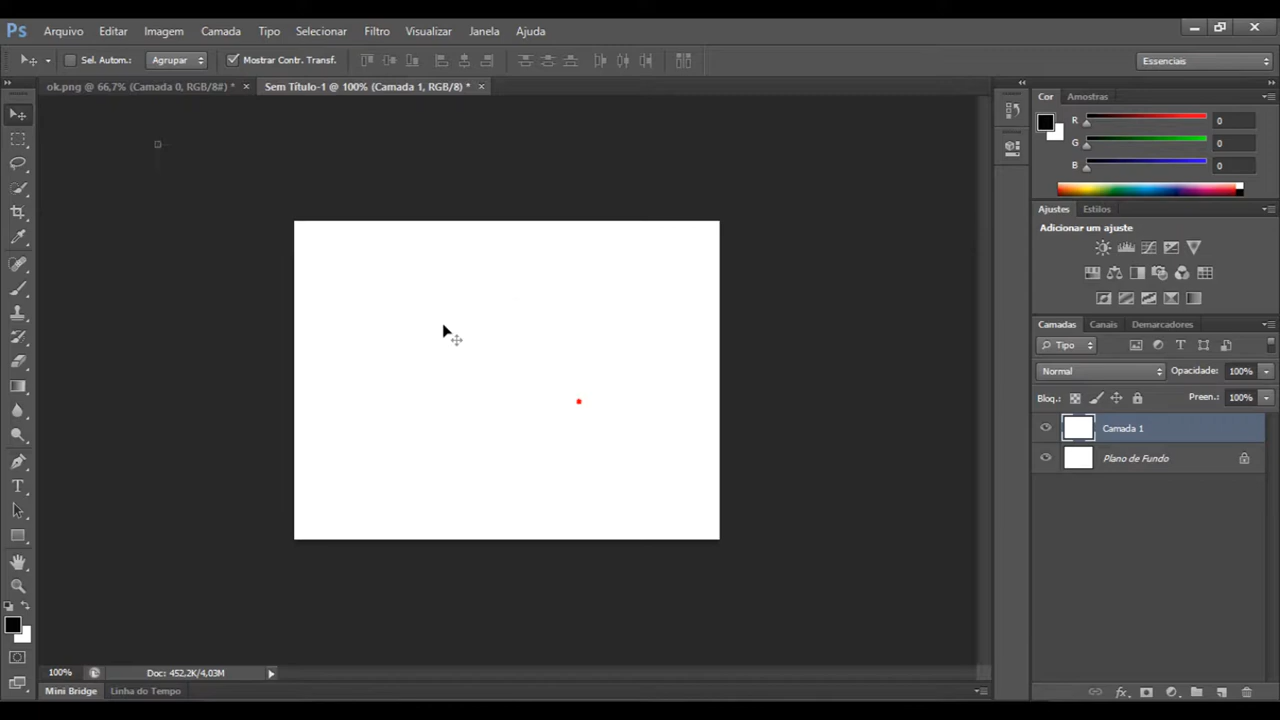 Ps Arquivo Editar Imagem Camada Tipo Selecionar Filtro Visualizar Janela Ajuda
Sel. Autom.: Agrupar Mostrar Contr. Transf. Essenciais
ok.png @ 66,7% (Camada 0, RGB/8#) * × Sem Título-1 @ 100% (Camada 1, RGB/8) * ×
Cor Amostras
R 0
G 0
B 0
Ajustes Estilos
Adicionar um ajuste
Camadas Canais Demarcadores
Tipo
Normal Opacidade: 100%
Bloq.: Preen.: 100%
Camada 1
Plano de Fundo
100% Doc: 452,2K/4,03M
Mini Bridge Linha do Tempo